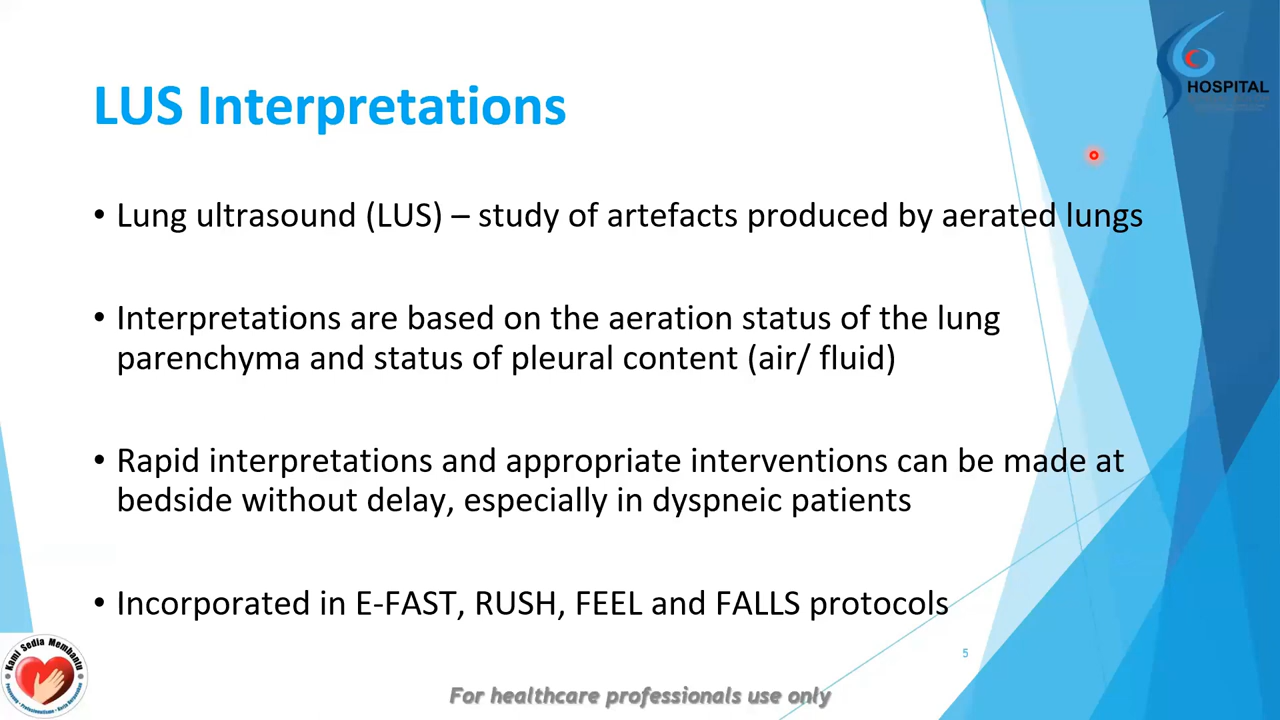 HOSPITAL
LUS Interpretations
• Lung ultrasound (LUS) – study of artefacts produced by aerated lungs
• Interpretations are based on the aeration status of the lung
parenchyma and status of pleural content (air/ fluid)
• Rapid interpretations and appropriate interventions can be made at
bedside without delay, especially in dyspneic patients
• Incorporated in E-FAST, RUSH, FEEL and FALLS protocols
5
Kami Sedia Membantu
For healthcare professionals use only